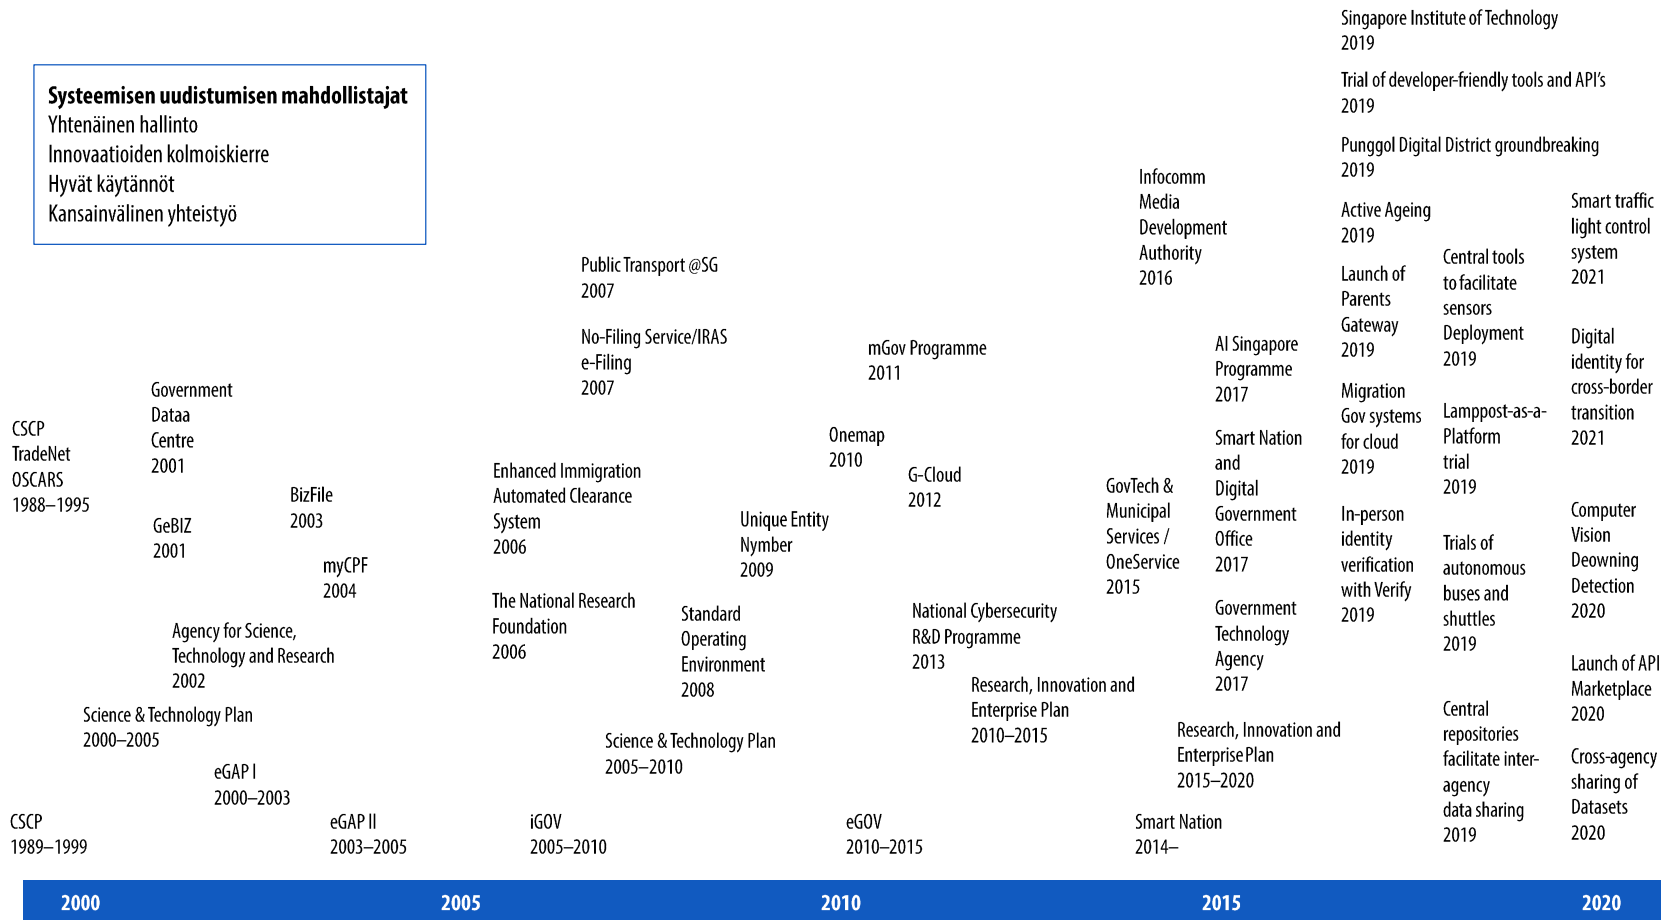 Systeemisen uudistumisen mahdollistajat
Yhtenäinen hallinto
Innovaatioiden kolmoiskierre
Hyvät käytännöt
Kansainvälinen yhteistyö
CSCP
TradeNet
OSCARS
1988–1995
CSCP
1989–1999
Government
Dataa
Centre
2001
GeBIZ
2001
Agency for Science,
Technology and Research
2002
Science & Technology Plan
2000–2005
eGAP I
2000–2003
BizFile
2003
myCPF
2004
eGAP II
2003–2005
Public Transport @SG
2007
No-Filing Service/IRAS
e-Filing
2007
Enhanced Immigration
Automated Clearance
System
2006
The National Research
Foundation
2006
Science & Technology Plan
2005–2010
iGOV
2005–2010
Standard
Operating
Environment
2008
Unique Entity
Nymber
2009
mGov Programme
2011
Onemap
2010
G-Cloud
2012
National Cybersecurity
R&D Programme
2013
Research, Innovation and
Enterprise Plan
2010–2015
eGOV
2010–2015
Infocomm
Media
Development
Authority
2016
GovTech &
Municipal
Services /
OneService
2015
AI Singapore
Programme
2017
Smart Nation
and
Digital
Government
Office
2017
Government
Technology
Agency
2017
Research, Innovation and
Enterprise Plan
2015–2020
Smart Nation
2014–
Singapore Institute of Technology
2019
Trial of developer-friendly tools and API's
2019
Punggol Digital District groundbreaking
2019
Active Ageing
2019
Launch of
Parents
Gateway
2019
Migration
Gov systems
for cloud
2019
In-person
identity
verification
with Verify
2019
Central tools
to facilitate
sensors
Deployment
2019
Lamppost-as-a-
Platform
trial
2019
Trials of
autonomous
buses and
shuttles
2019
Central
repositories
facilitate inter-
agency
data sharing
2019
Smart traffic
light control
system
2021
Digital
identity for
cross-border
transition
2021
Computer
Vision
Deowning
Detection
2020
Launch of API
Marketplace
2020
Cross-agency
sharing of
Datasets
2020
2000
2005
2010
2015
2020